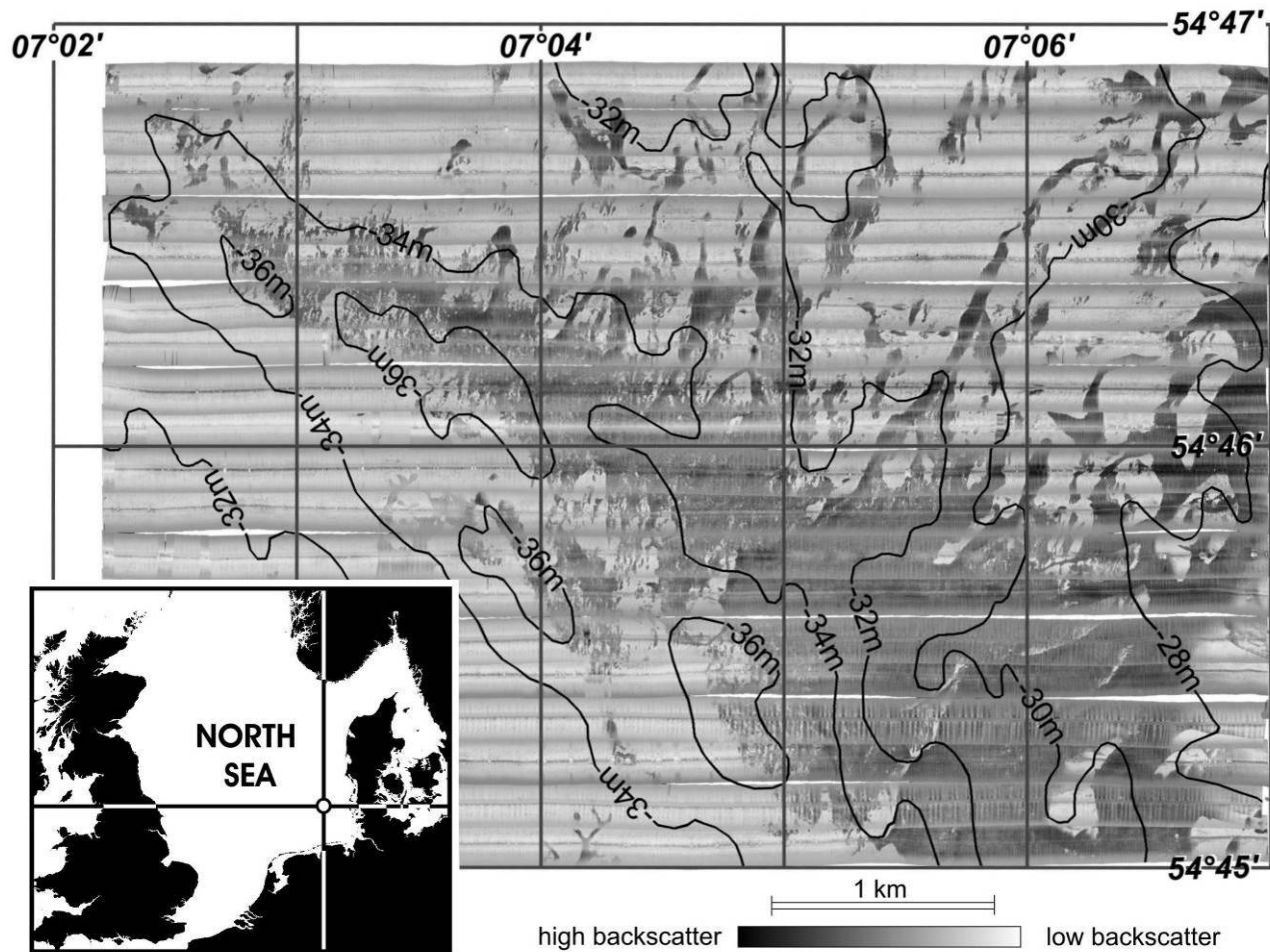 54°47'
07°02'
07°04'
07°06'
-32m
-34m
-30m
-36m
-32m
-36m
-34m
54°46'
-32m
-36m
-32m
-36m
-34m
-28m
-30m
-34m
NORTH
SEA
54°45'
1 km
high backscatter
low backscatter